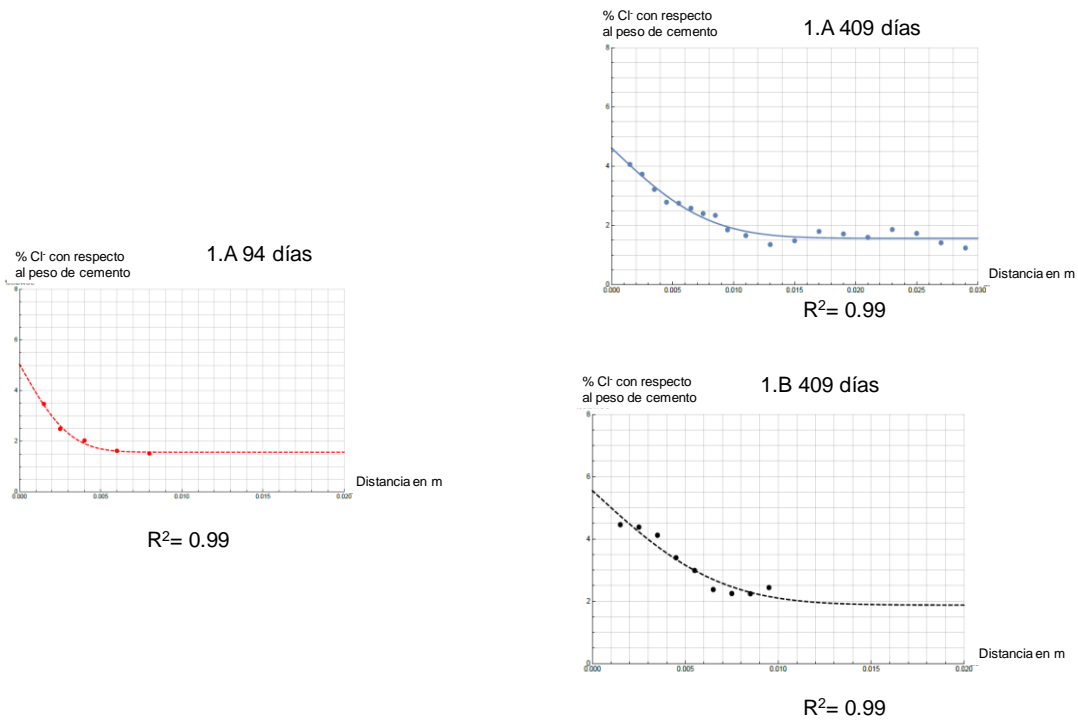 % Cl⁻ con respecto
al peso de cemento
1.A 409 días
8
6
4
2
0
0.000
0.005
0.010
0.015
0.020
0.025
0.030
Distancia en m
R²= 0.99
% Cl⁻ con respecto
al peso de cemento
1.A 94 días
8
6
4
2
0
0.000
0.005
0.010
0.015
0.020
Distancia en m
R²= 0.99
% Cl⁻ con respecto
al peso de cemento
1.B 409 días
8
6
4
2
0
0.000
0.005
0.010
0.015
0.020
Distancia en m
R²= 0.99